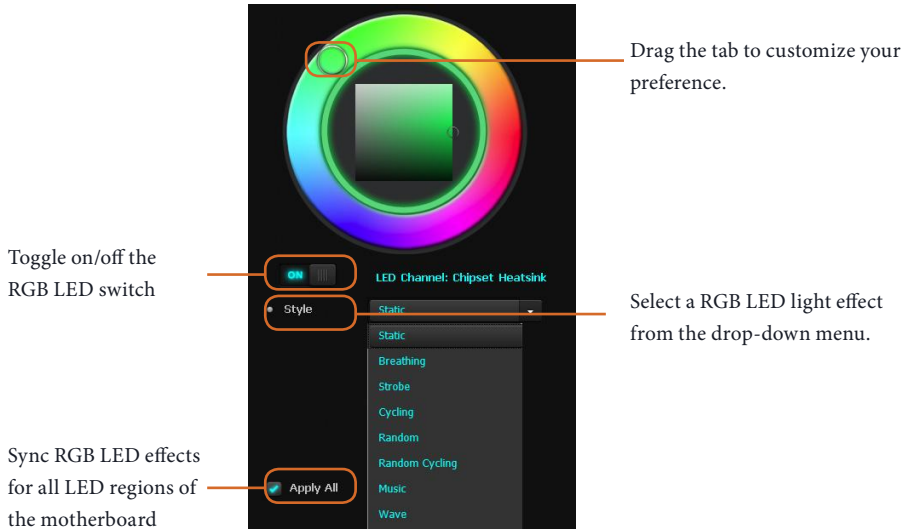 Drag the tab to customize your
preference.
Toggle on/off the
RGB LED switch
ON
LED Channel: Chipset Heatsink
Style
Static
Select a RGB LED light effect
from the drop-down menu.
Static
Breathing
Strobe
Cycling
Random
Random Cycling
Music
Wave
Sync RGB LED effects
for all LED regions of
the motherboard
Apply All